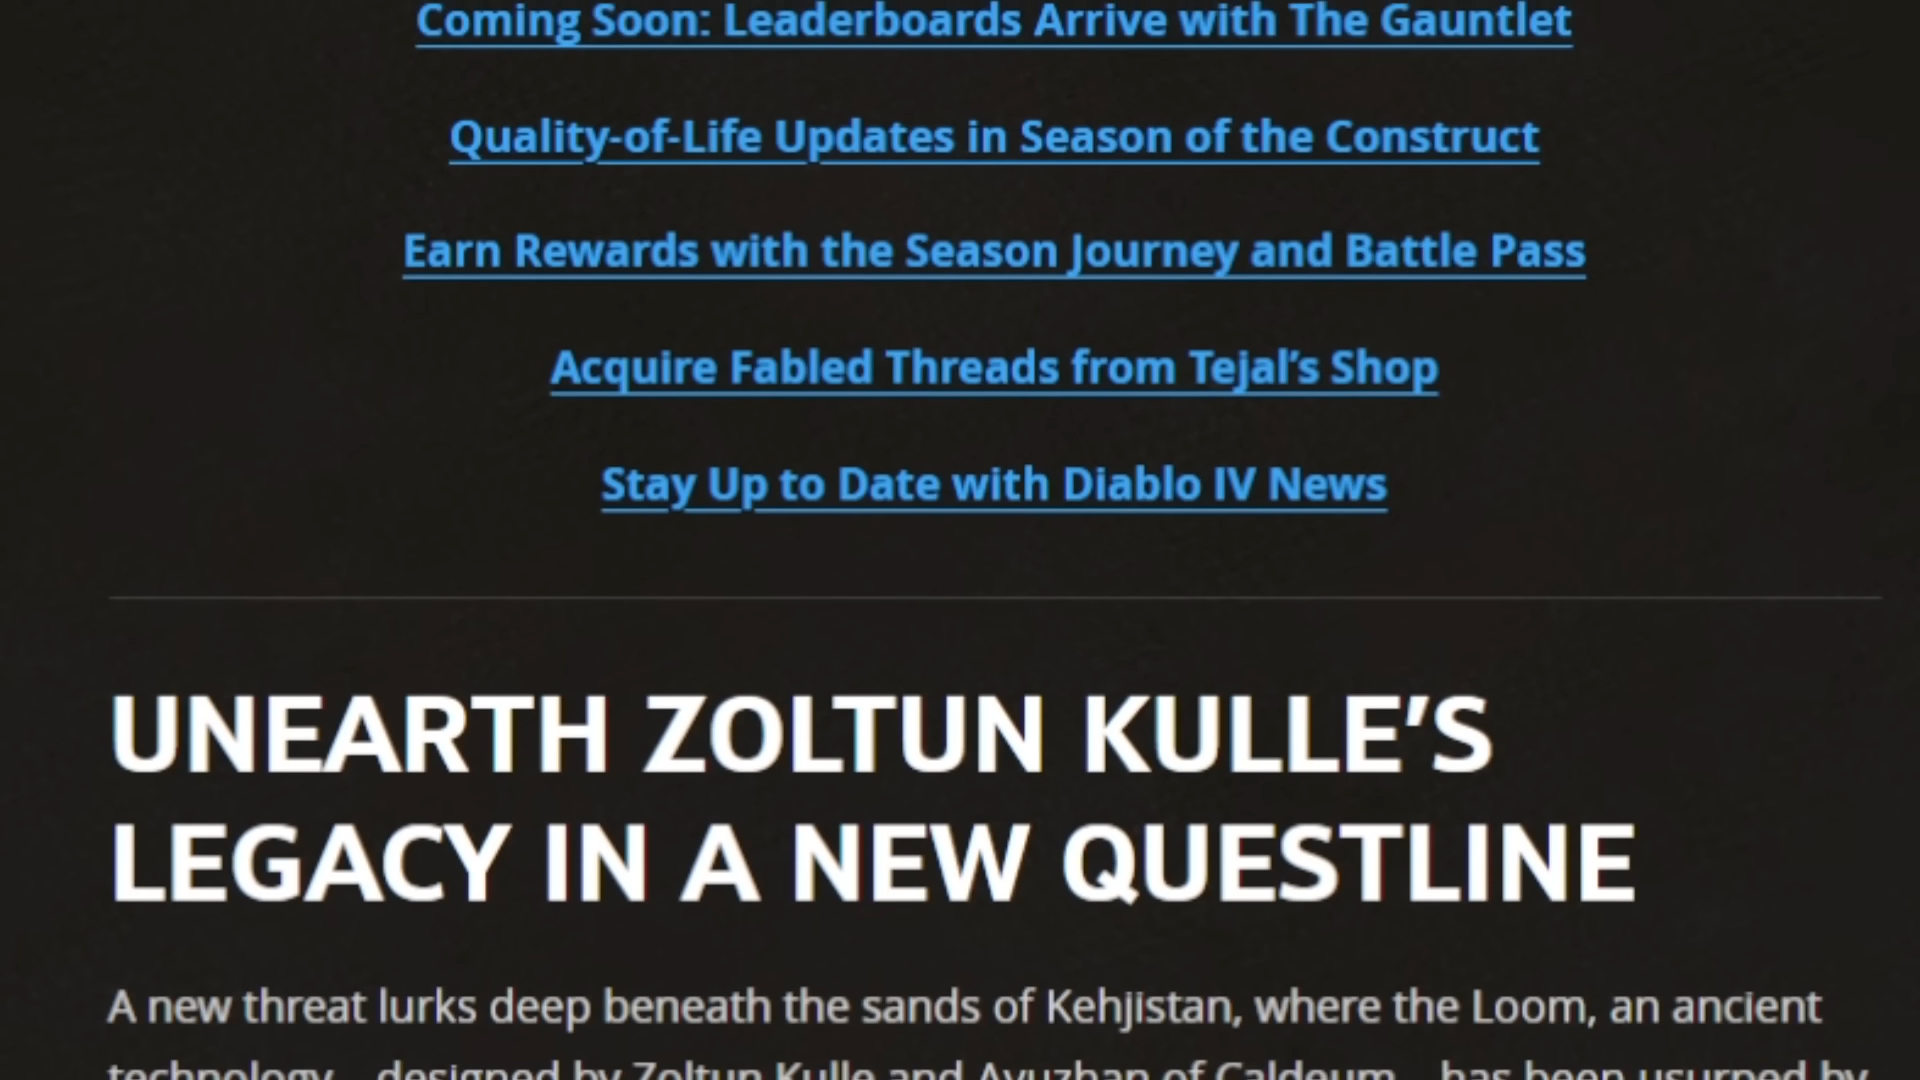 Coming Soon: Leaderboards Arrive with The Gauntlet
Quality-of-Life Updates in Season of the Construct
Earn Rewards with the Season Journey and Battle Pass
Acquire Fabled Threads from Tejal’s Shop
Stay Up to Date with Diablo IV News
UNEARTH ZOLTUN KULLE’S
LEGACY IN A NEW QUESTLINE
A new threat lurks deep beneath the sands of Kehjistan, where the Loom, an ancient
technology—designed by Zoltun Kulle and Ayuzhan of Caldeum—has been usurped by